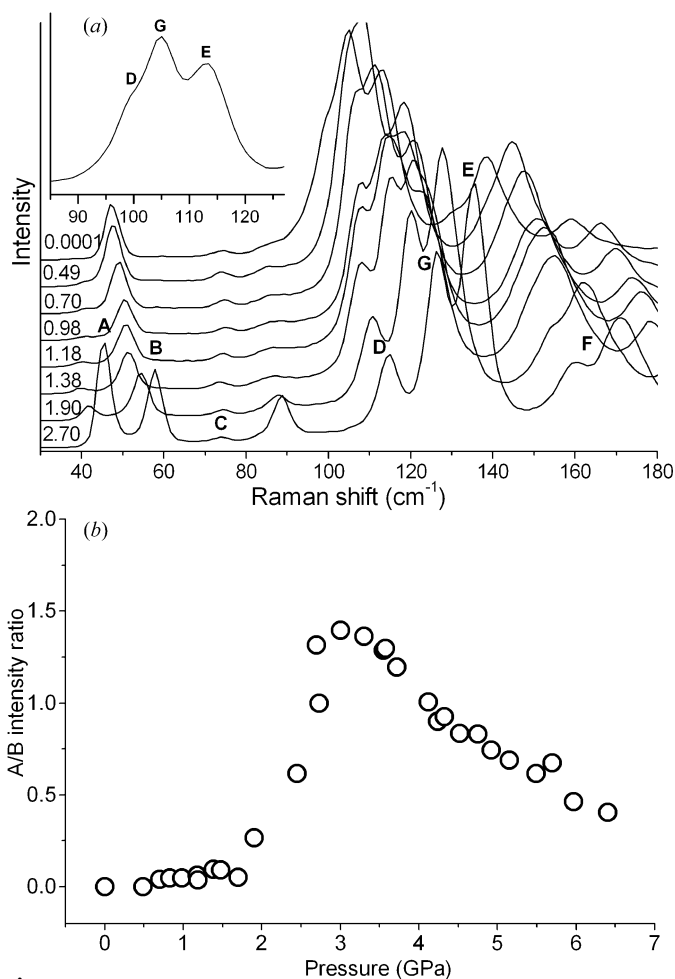 (a)
G
D
E
90 100 110 120
Intensity
0.0001
0.49
0.70
0.98
1.18
1.38
1.90
2.70
A
B
C
D
G
E
F
40 60 80 100 120 140 160 180
Raman shift (cm-1)
(b)
2.0
1.5
1.0
0.5
0.0
A/B intensity ratio
0 1 2 3 4 5 6 7
Pressure (GPa)